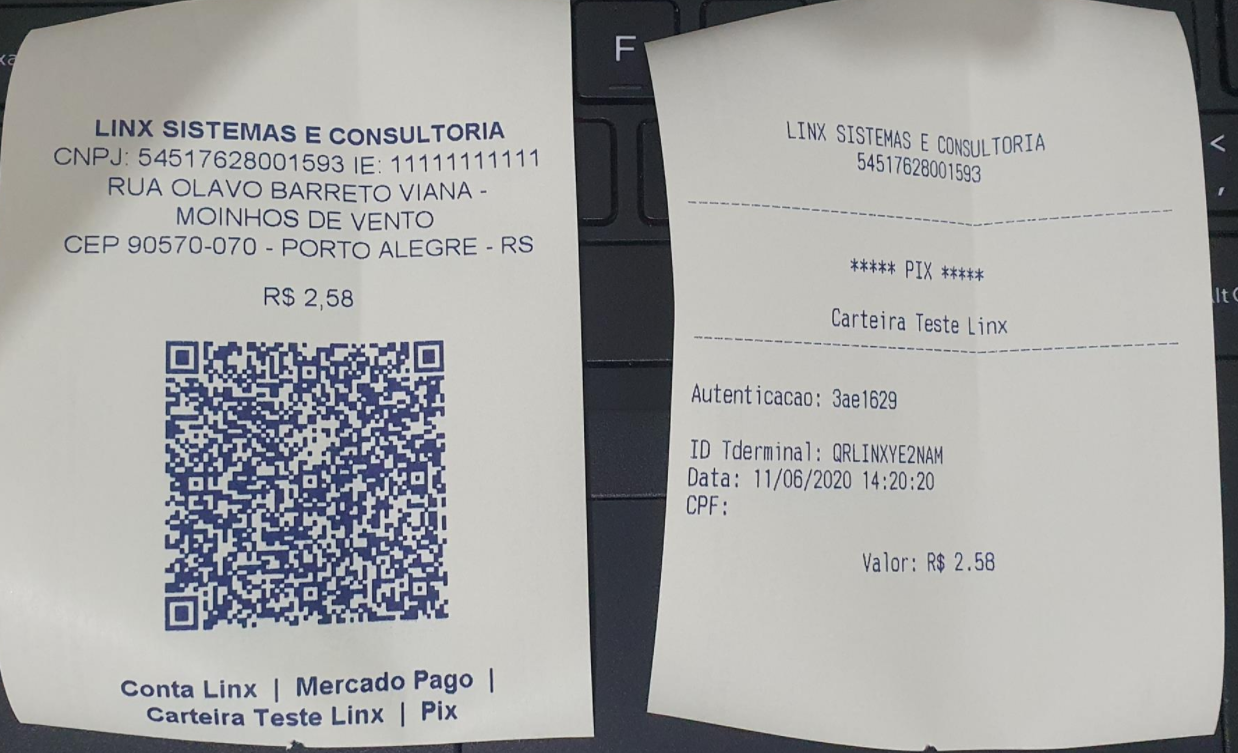 LINX SISTEMAS E CONSULTORIA
CNPJ: 54517628001593 IE: 11111111111
RUA OLAVO BARRETO VIANA -
MOINHOS DE VENTO
CEP 90570-070 - PORTO ALEGRE - RS
R$ 2,58
Conta Linx | Mercado Pago |
Carteira Teste Linx | Pix
F
LINX SISTEMAS E CONSULTORIA
54517628001593
------------------------------------------------
***** PIX *****
Carteira Teste Linx
------------------------------------------------
Autenticacao: 3ae1629
ID Tderminal: QRLINXYE2NAM
Data: 11/06/2020 14:20:20
CPF:
Valor: R$ 2.58
<
,